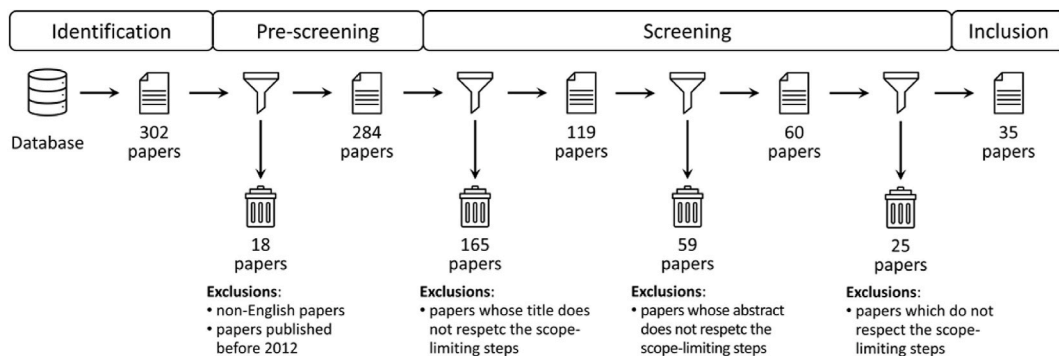 Identification
Pre-screening
Screening
Inclusion
Database
302
papers
284
papers
119
papers
60
papers
35
papers
18
papers
165
papers
59
papers
25
papers
Exclusions:
• non-English papers
• papers published
before 2012
Exclusions:
• papers whose title does
not respetc the scope-
limiting steps
Exclusions:
• papers whose abstract
does not respetc the
scope-limiting steps
Exclusions:
• papers which do not
respect the scope-
limiting steps